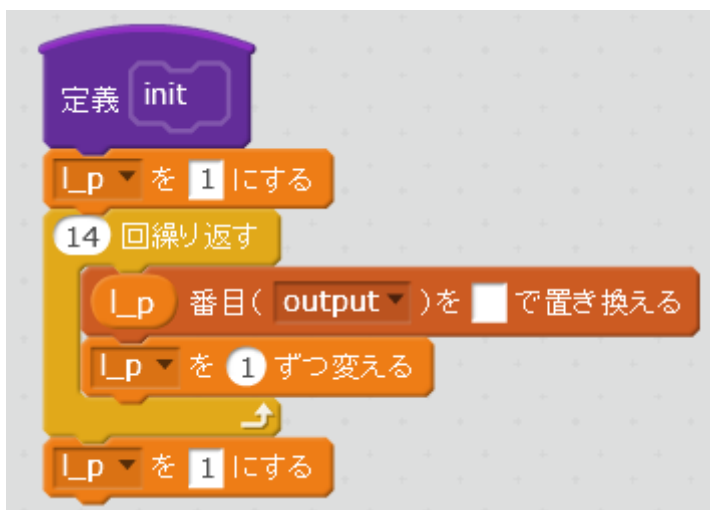 定義 init
l_p を 1 にする
14 回繰り返す
l_p 番目( output )を で置き換える
l_p を 1 ずつ変える
l_p を 1 にする